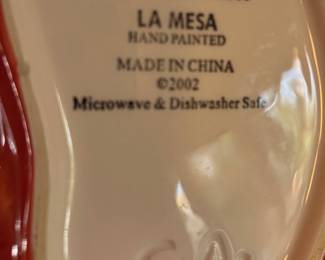 LA MESA
HAND PAINTED
MADE IN CHINA
©2002
Microwave & Dishwasher Safe